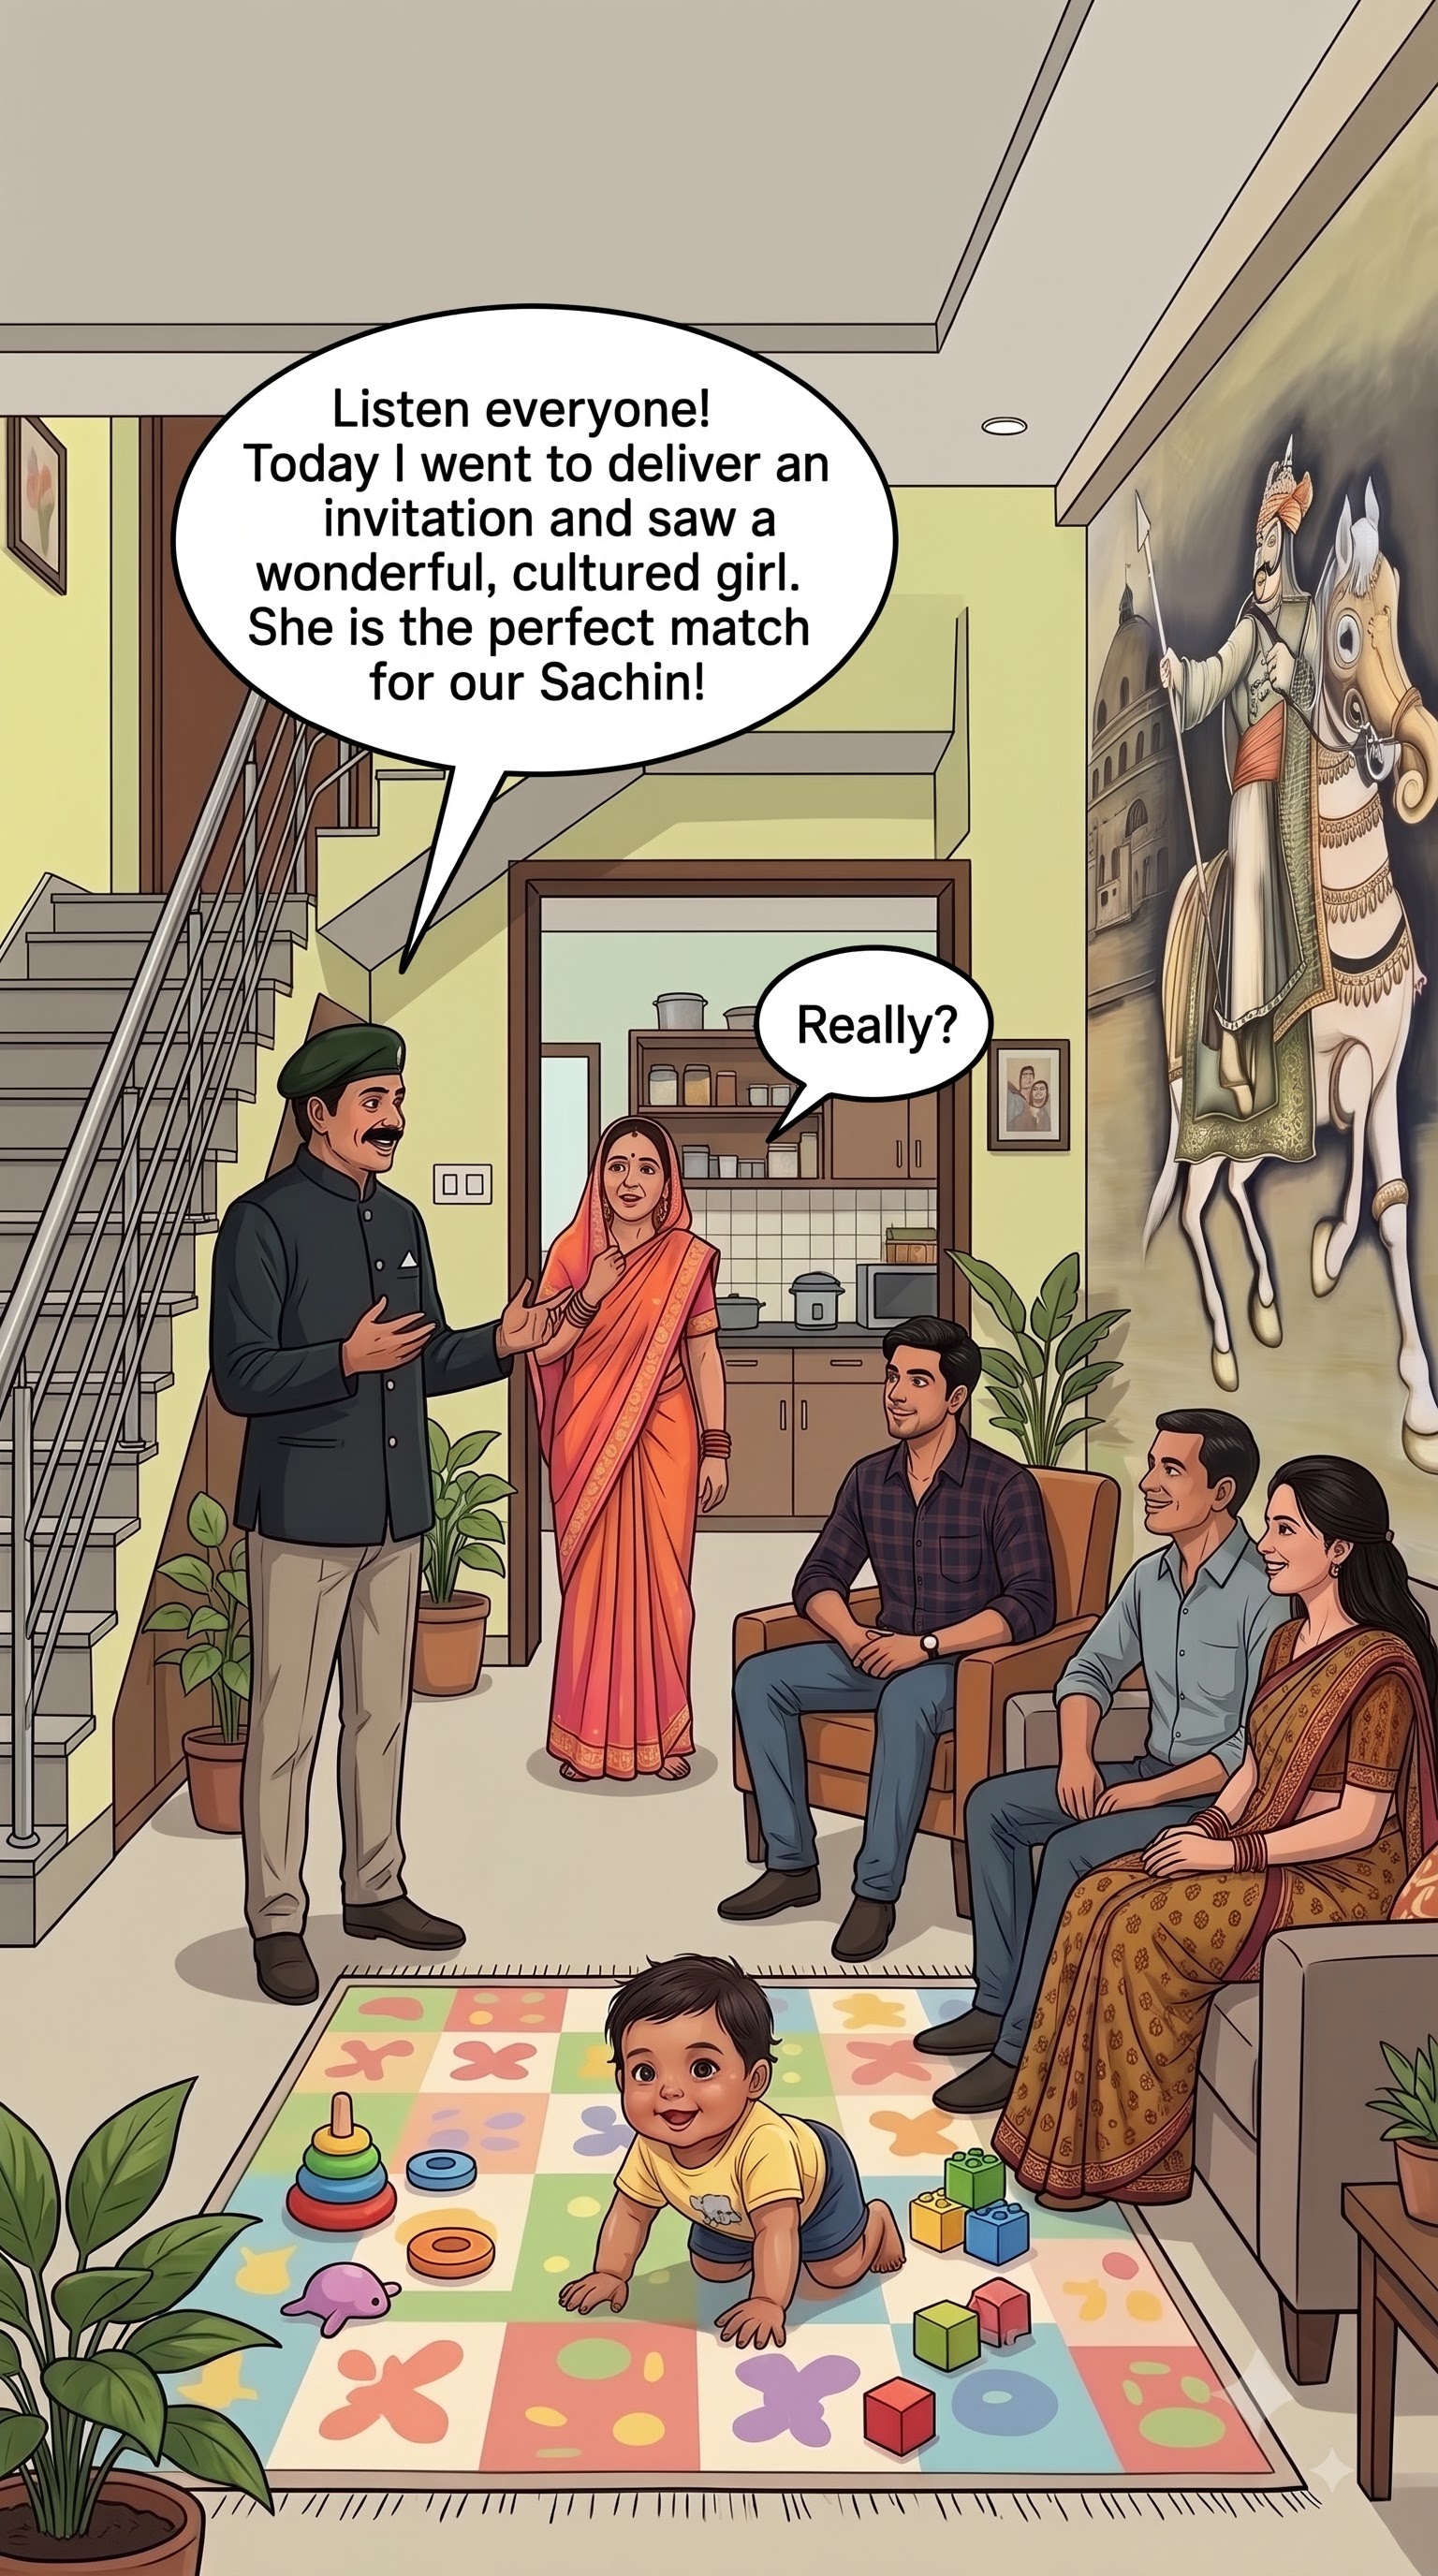 Listen everyone!
Today I went to deliver an
invitation and saw a
wonderful, cultured girl.
She is the perfect match
for our Sachin!
Really?